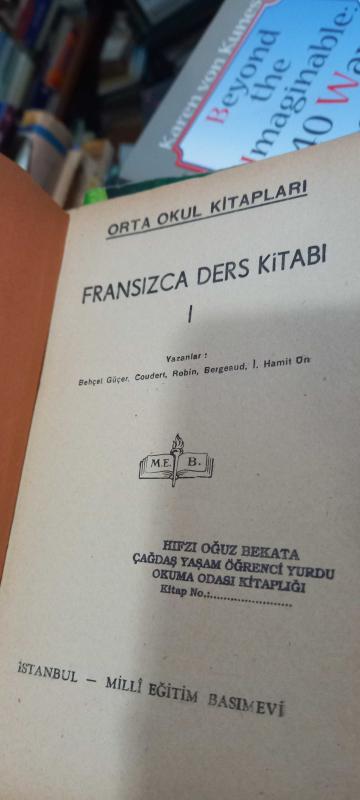 Karen von Kunes
Beyond
the
Imaginable:
40 Wa
ORTA OKUL KİTAPLARI
FRANSIZCA DERS KİTABI
I
Yazanlar :
Behçet Güçer, Coudert, Robin, Bergeaud, İ. Hamit Ün
M.E. B.
HIFZI OĞUZ BEKATA
ÇAĞDAŞ YAŞAM ÖĞRENCİ YURDU
OKUMA ODASI KİTAPLIĞI
Kitap No.:......................
İSTANBUL — MİLLÎ EĞİTİM BASIMEVİ